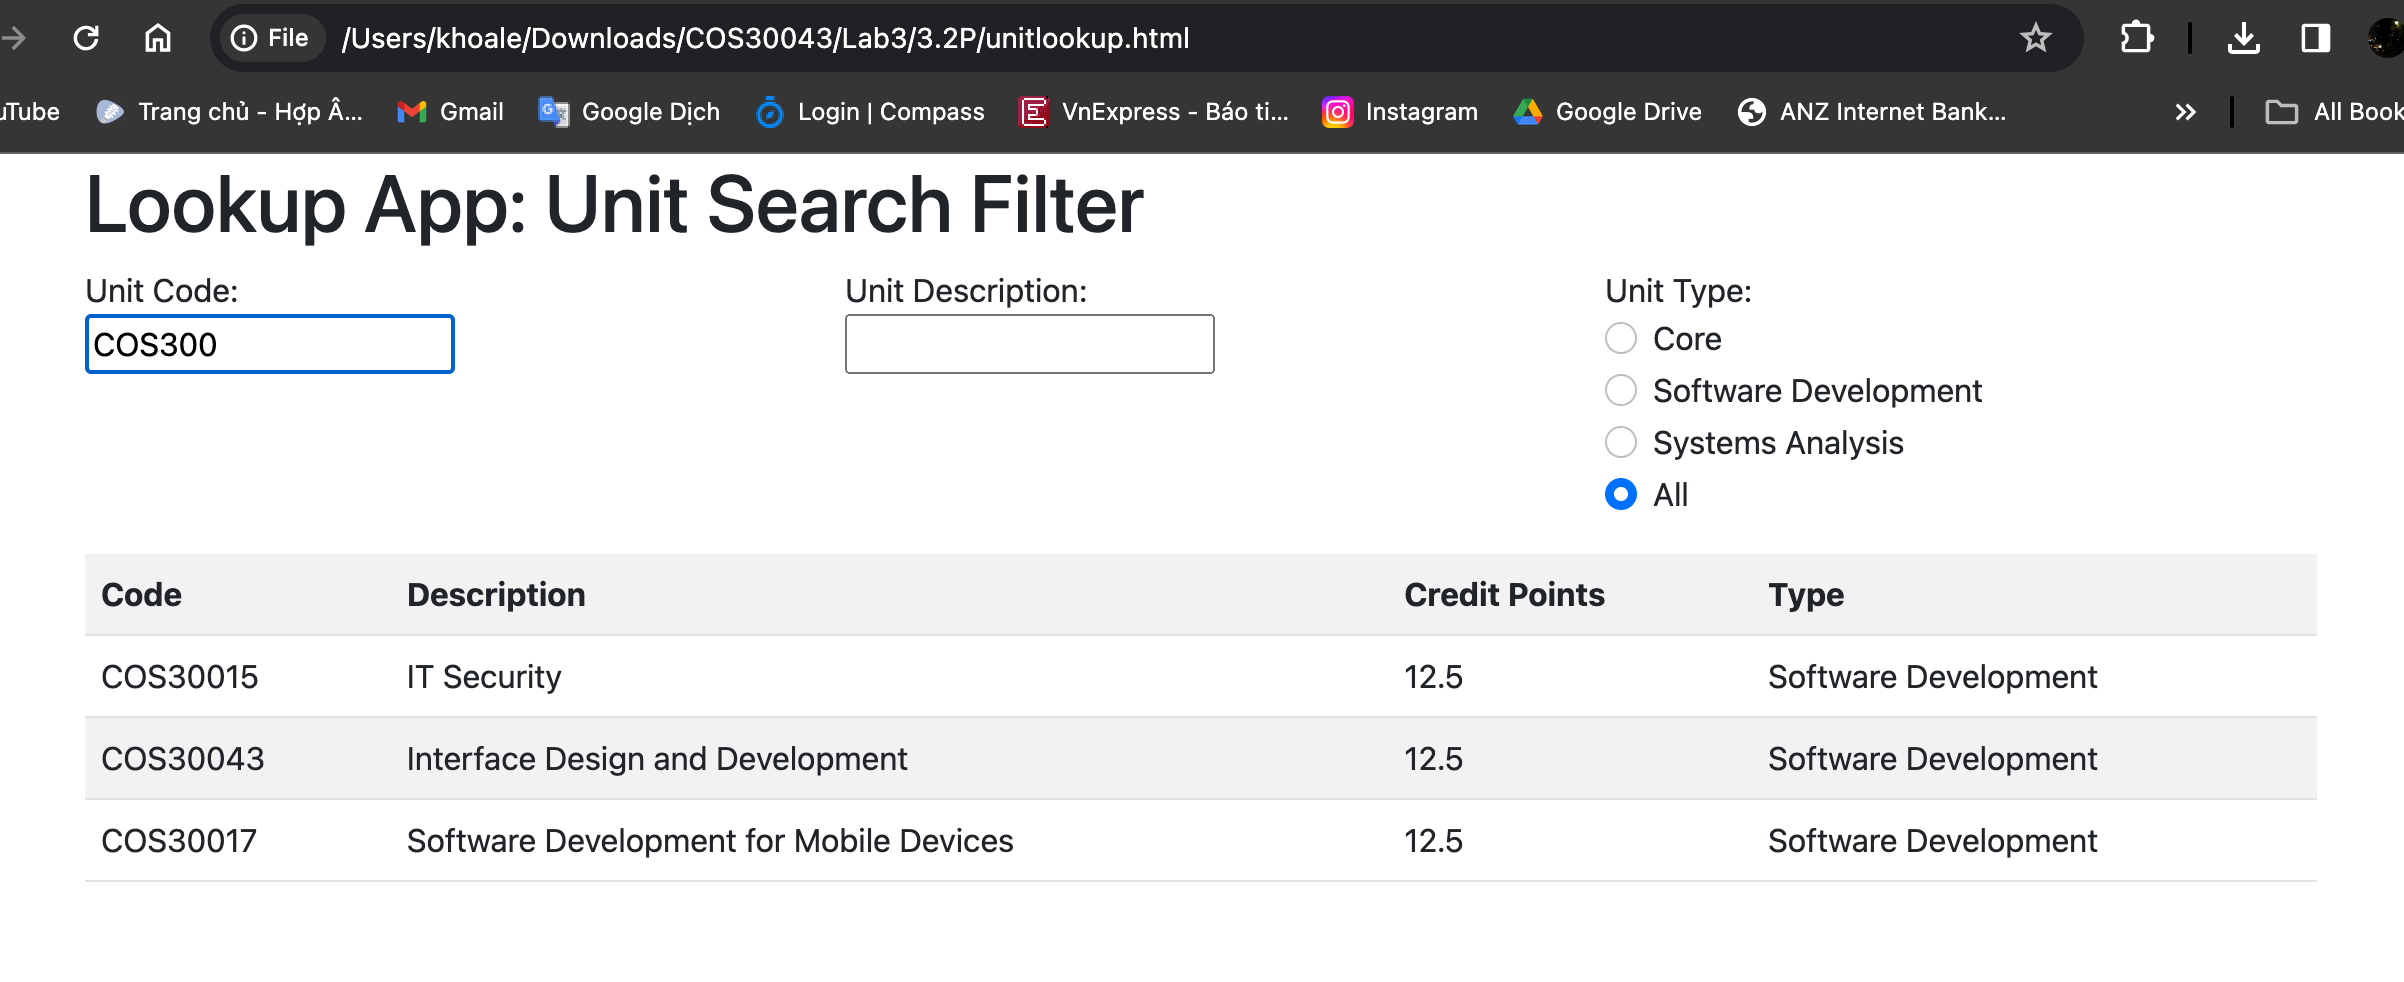 File /Users/khoale/Downloads/COS30043/Lab3/3.2P/unitlookup.html
uTube Trang chủ - Hợp Â... Gmail Google Dịch Login | Compass VnExpress - Báo ti... Instagram Google Drive ANZ Internet Bank... » All Book
Lookup App: Unit Search Filter
Unit Code: Unit Description: Unit Type:
COS300
Core
Software Development
Systems Analysis
All
Code Description Credit Points Type
COS30015 IT Security 12.5 Software Development
COS30043 Interface Design and Development 12.5 Software Development
COS30017 Software Development for Mobile Devices 12.5 Software Development